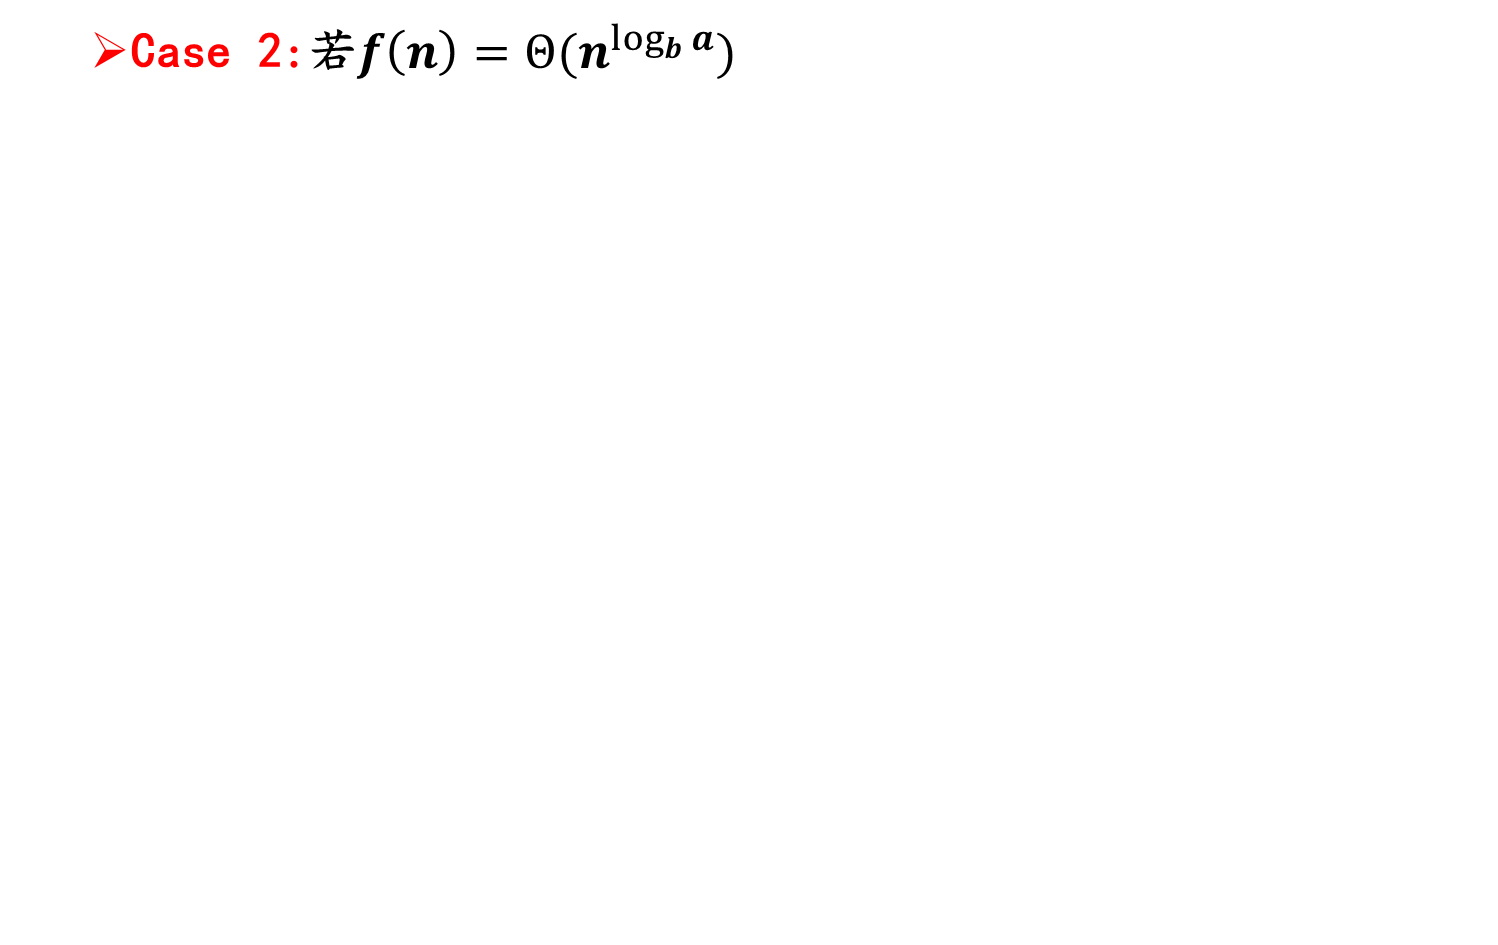 ➢Case 2:若𝒇(𝒏) = Θ(𝒏^{log_𝒃 𝒂})